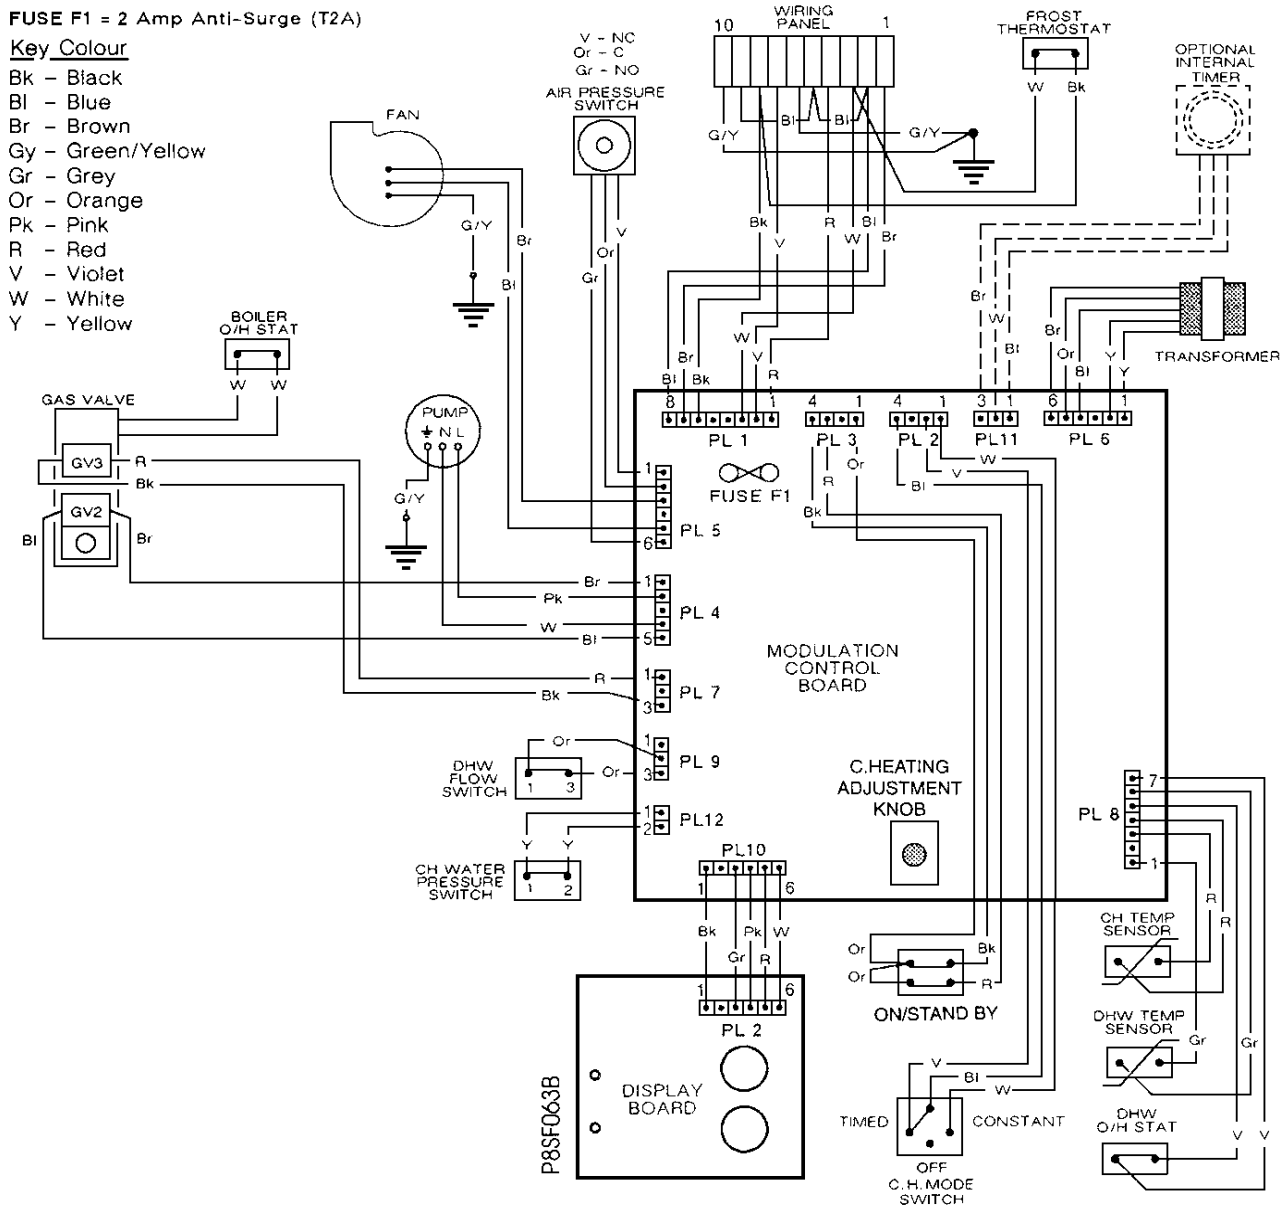 FUSE F1 = 2 Amp Anti-Surge (T2A)
Key Colour
Bk – Black
Bl – Blue
Br – Brown
Gy – Green/Yellow
Gr – Grey
Or – Orange
Pk – Pink
R – Red
V – Violet
W – White
Y – Yellow
FAN
G/Y
Br
Bl
V – NC
Or – C
Gr – NO
AIR PRESSURE
SWITCH
V
Or
Gr
WIRING
PANEL
10
1
G/Y
Bl
Bl
G/Y
Bk
V
R
W
Bl
Br
FROST
THERMOSTAT
W
Bk
OPTIONAL
INTERNAL
TIMER
Br
W
Bl
TRANSFORMER
Br
Or
Bl
Y
Y
BOILER
O/H STAT
W
W
GAS VALVE
GV3
R
Bk
GV2
Bl
Br
PUMP
N L
G/Y
Bl
Br
Bk
W
V
R
8
1
PL 1
4
1
PL 3
4
1
PL 2
3
1
PL11
6
1
PL 6
FUSE F1
Bk
R
Or
Bl
V
W
1
6
PL 5
Br
Pk
W
Bl
1
5
PL 4
R
Bk
1
3
PL 7
MODULATION
CONTROL
BOARD
DHW
FLOW
SWITCH
Or
Or
1
3
1
3
PL 9
CH WATER
PRESSURE
SWITCH
Y
Y
1
2
1
2
PL12
C.HEATING
ADJUSTMENT
KNOB
PL 8
7
1
PL10
1
6
Bk
Gr
Pk
R
W
1
6
PL 2
DISPLAY
BOARD
P8SF063B
Or
Or
Bk
R
ON/STAND BY
V
Bl
W
TIMED
CONSTANT
OFF
C.H.MODE
SWITCH
CH TEMP
SENSOR
R
R
DHW TEMP
SENSOR
Gr
Gr
DHW
O/H STAT
V
V